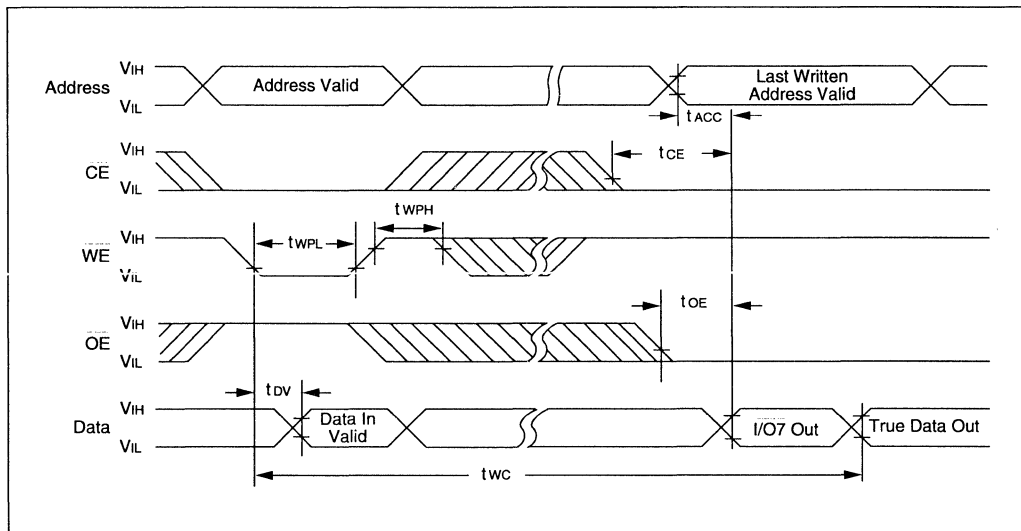 Address
VIH
VIL
Address Valid
Last Written
Address Valid
tACC
CE
VIH
VIL
tCE
WE
VIH
VIL
tWPL
tWPH
OE
VIH
VIL
tOE
Data
VIH
VIL
tDV
Data In
Valid
I/O7 Out
True Data Out
tWC